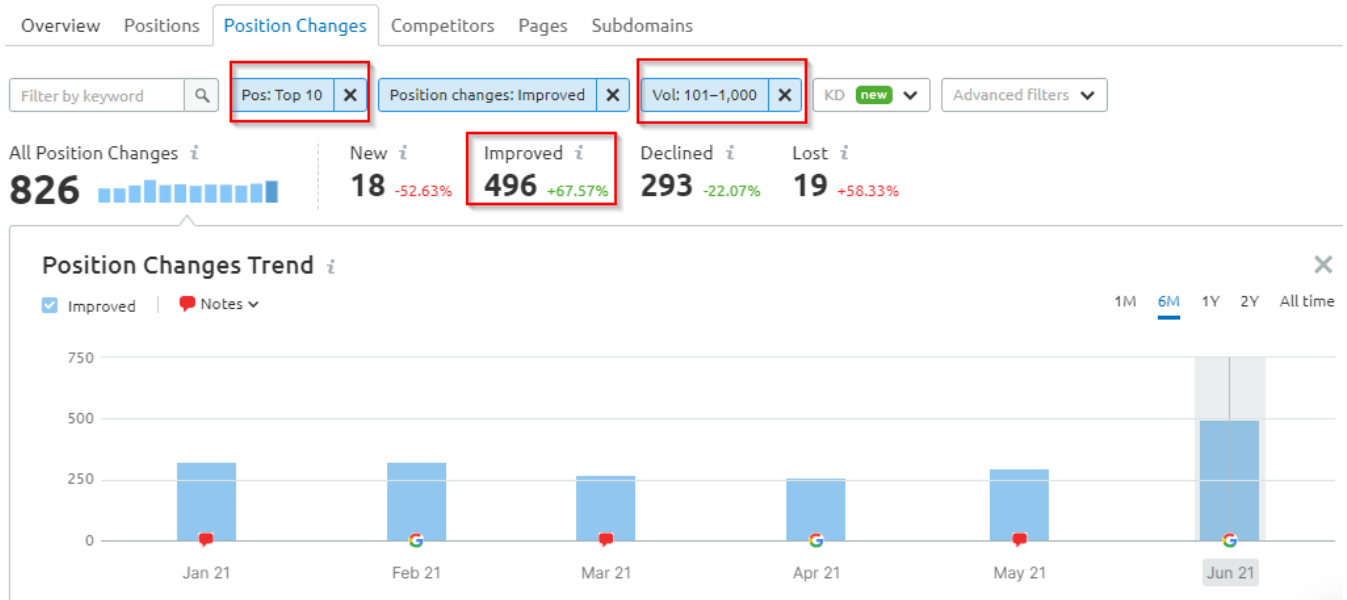 Overview Positions Position Changes Competitors Pages Subdomains
Filter by keyword Pos: Top 10 Position changes: Improved Vol: 101–1,000 KD new Advanced filters
All Position Changes i New i Improved i Declined i Lost i
826 18 -52.63% 496 +67.57% 293 -22.07% 19 +58.33%
Position Changes Trend i
Improved Notes 1M 6M 1Y 2Y All time
750
500
250
0
Jan 21 Feb 21 Mar 21 Apr 21 May 21 Jun 21